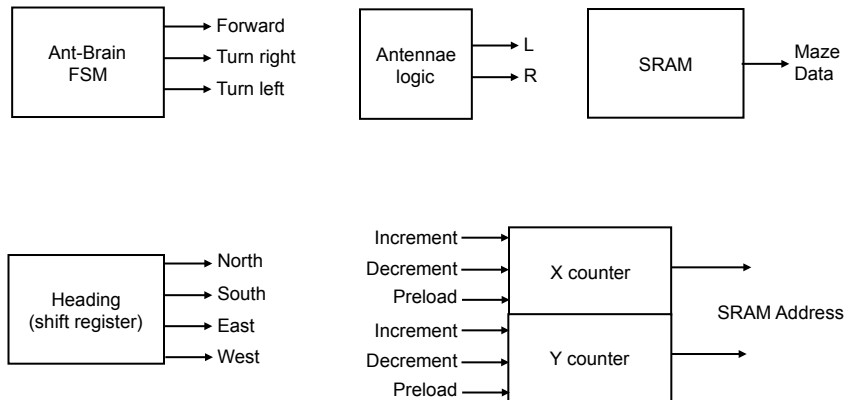 Ant-Brain
FSM
Forward
Turn right
Turn left
Antennae
logic
L
R
SRAM
Maze
Data
Heading
(shift register)
North
South
East
West
Increment
Decrement
Preload
X counter
Increment
Decrement
Preload
Y counter
SRAM Address